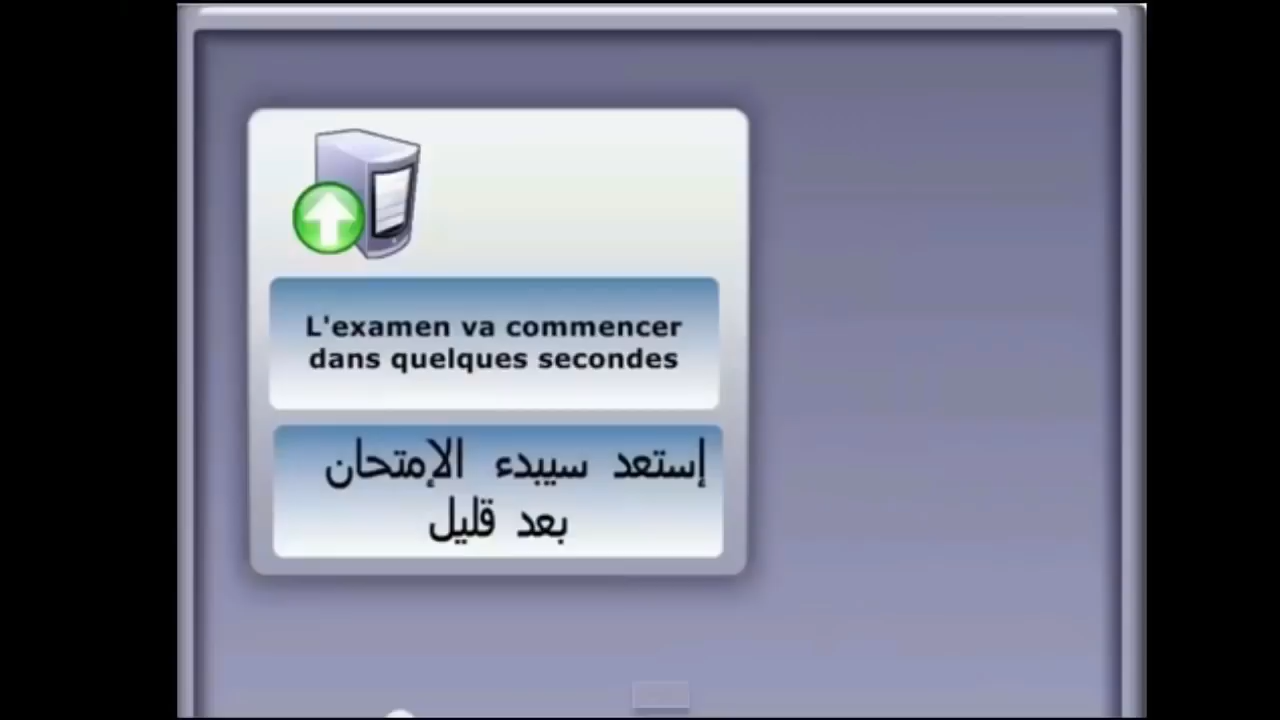 L'examen va commencer
dans quelques secondes
إستعد سيبدء الإمتحان
بعد قليل